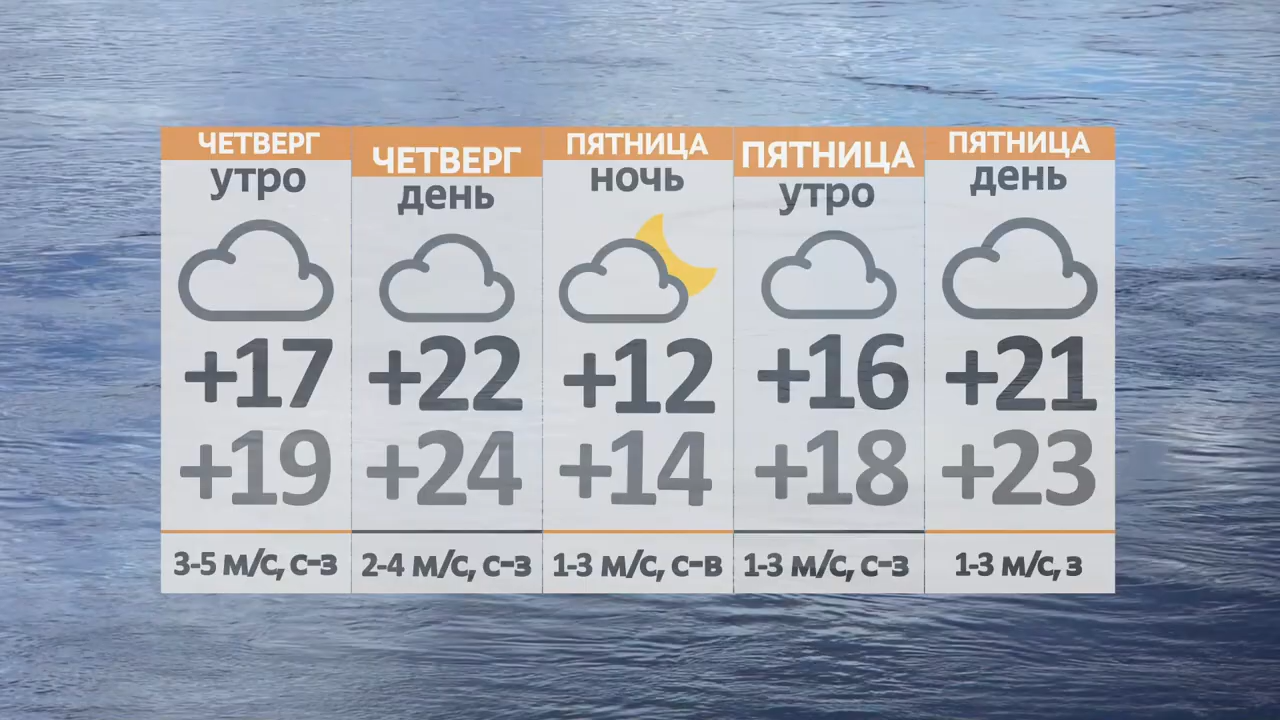 ЧЕТВЕРГ
утро
+17
+19
3-5 м/с, с-з
ЧЕТВЕРГ
день
+22
+24
2-4 м/с, с-з
ПЯТНИЦА
ночь
+12
+14
1-3 м/с, с-в
ПЯТНИЦА
утро
+16
+18
1-3 м/с, с-з
ПЯТНИЦА
день
+21
+23
1-3 м/с, з